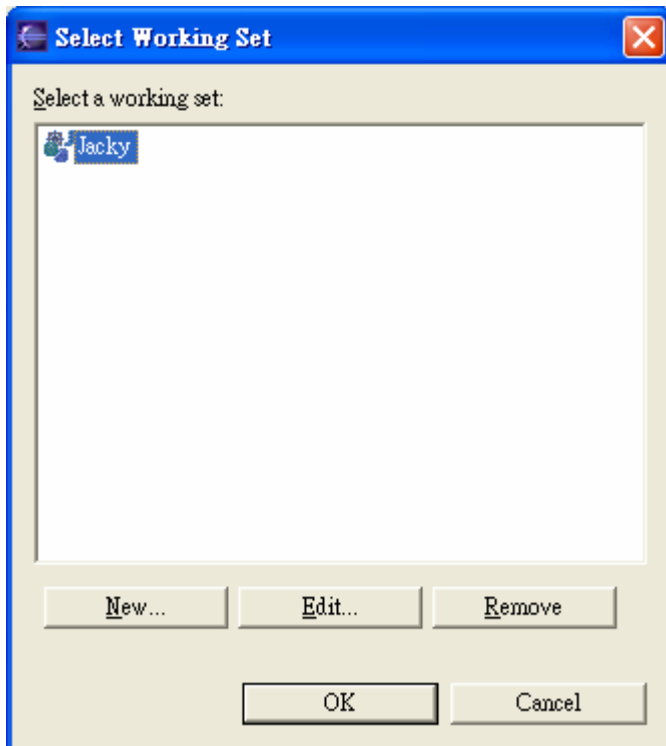 Select Working Set
Select a working set:
Jacky
New...
Edit...
Remove
OK
Cancel